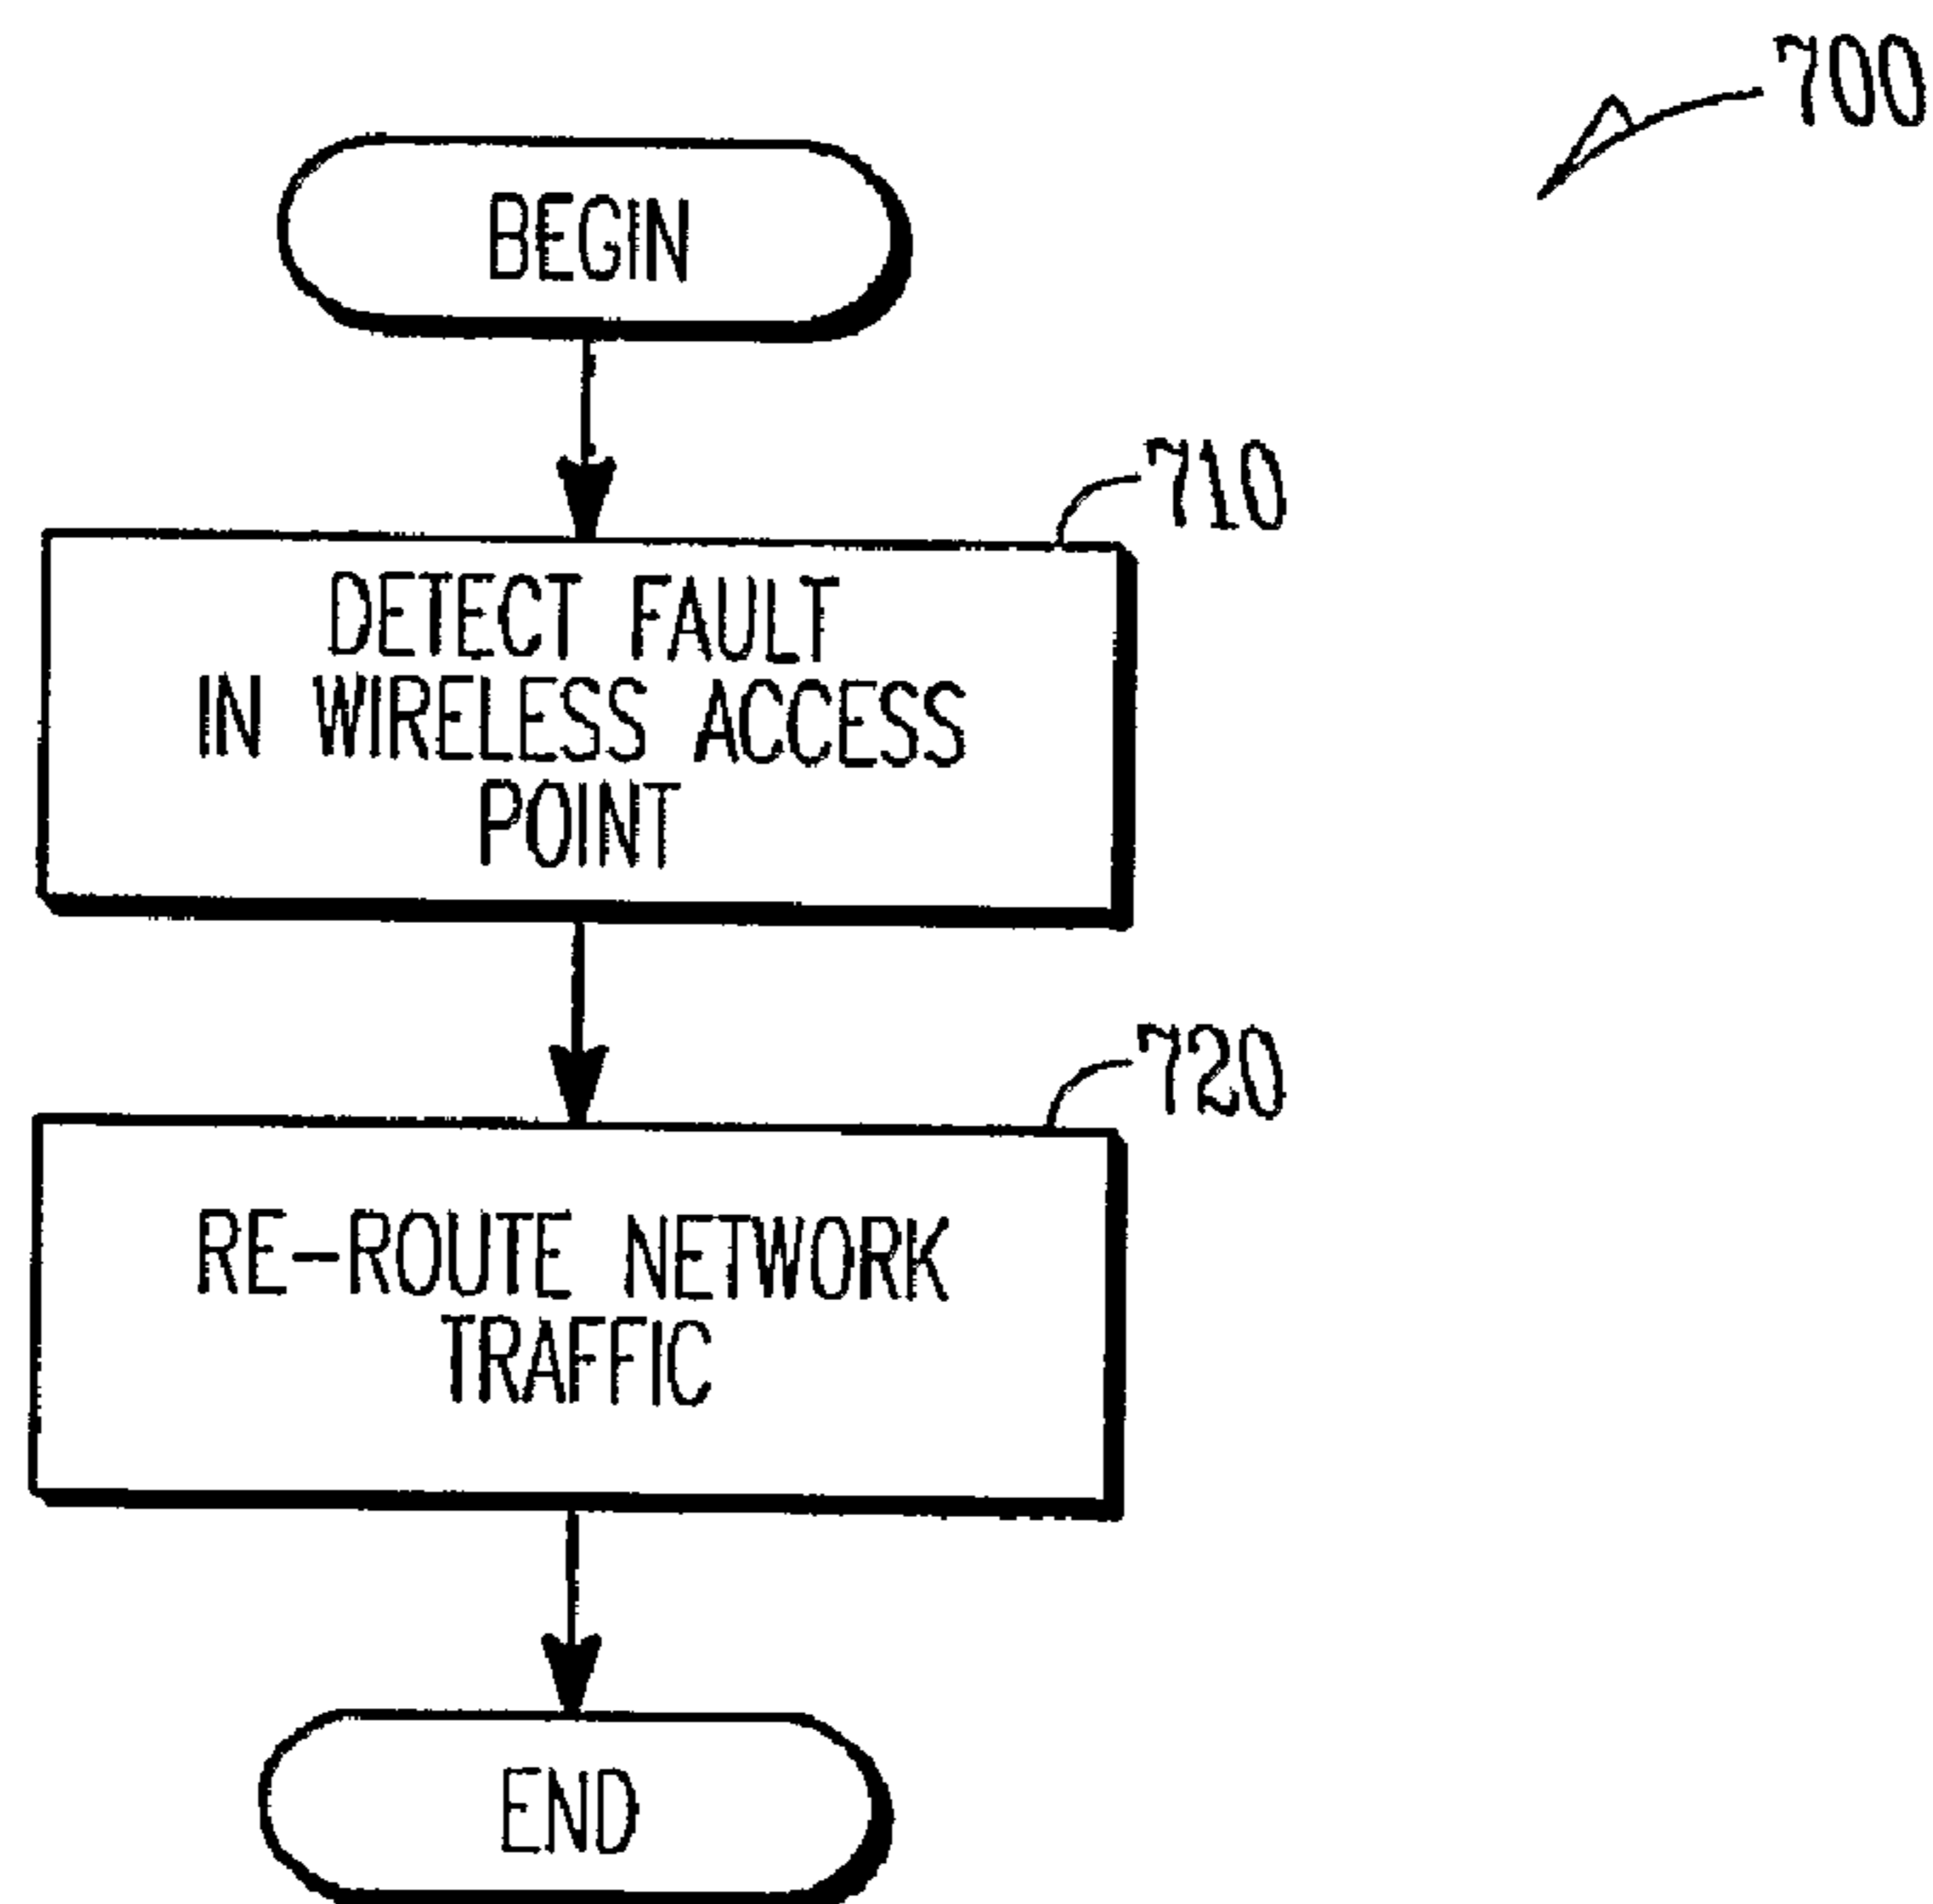 700
BEGIN
710
DETECT FAULT
IN WIRELESS ACCESS
POINT
720
RE-ROUTE NETWORK
TRAFFIC
END